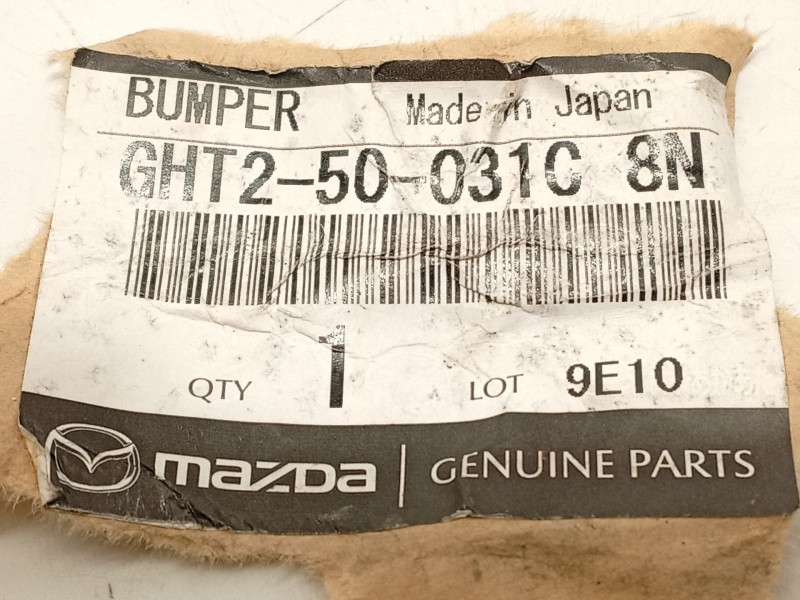 BUMPER Made in Japan
GHT2-50-031C 8N
QTY 1 LOT 9E10
mazda | GENUINE PARTS